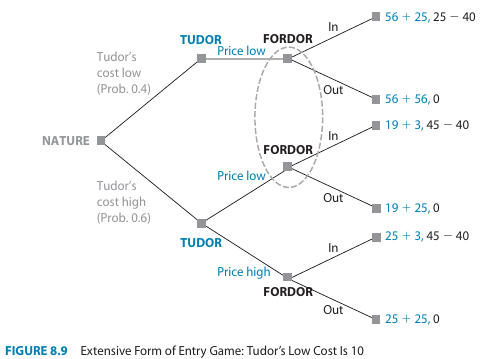 In
56 + 25, 25 − 40
TUDOR
FORDOR
Price low
Tudor's
cost low
(Prob. 0.4)
Out
56 + 56, 0
In
19 + 3, 45 − 40
NATURE
FORDOR
Price low
Tudor's
cost high
(Prob. 0.6)
Out
19 + 25, 0
In
25 + 3, 45 − 40
TUDOR
Price high
FORDOR
Out
25 + 25, 0
FIGURE 8.9 Extensive Form of Entry Game: Tudor's Low Cost Is 10